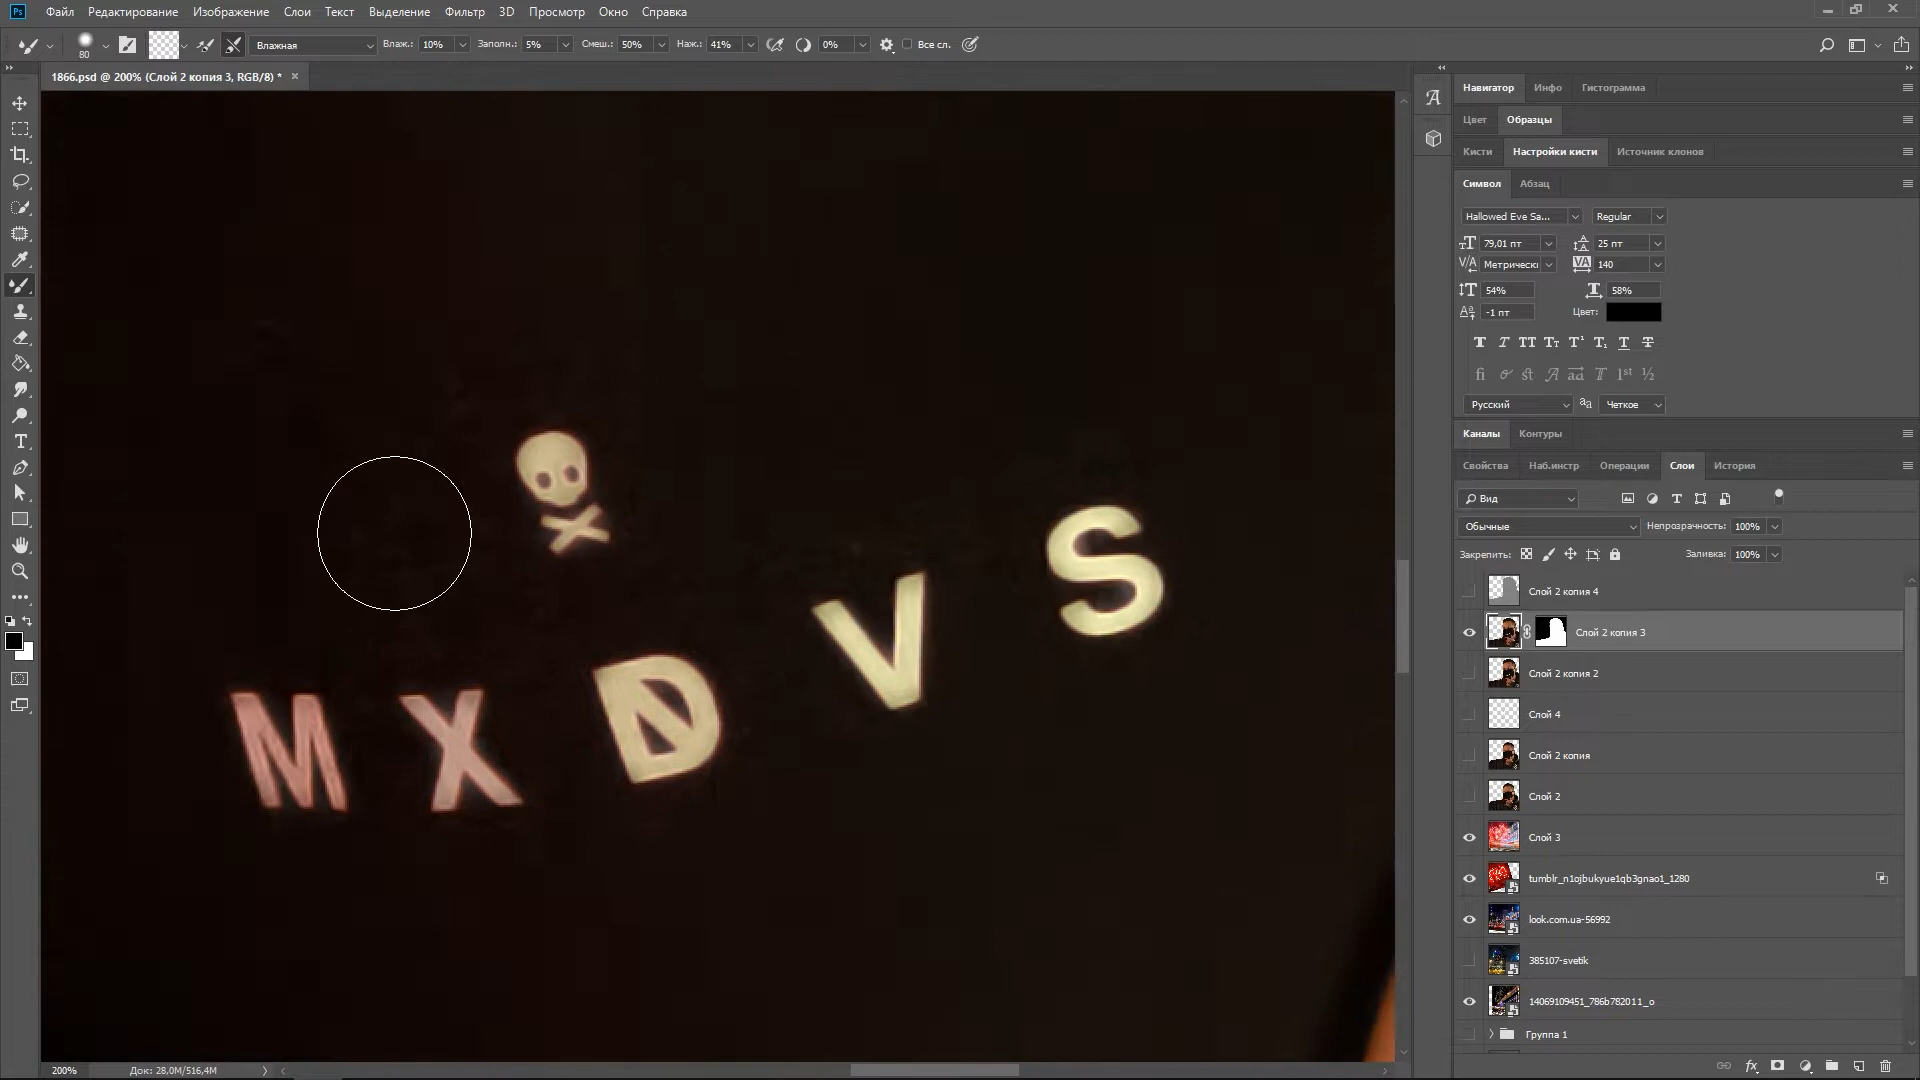 Ps Файл Редактирование Изображение Слои Текст Выделение Фильтр 3D Просмотр Окно Справка
80 Влажная Влаж.: 10% Заполн.: 5% Смеш.: 50% Наж.: 41% 0% Все сл.
1866.psd @ 200% (Слой 2 копия 3, RGB/8) * ×
Навигатор Инфо Гистограмма
Цвет Образцы
Кисти Настройки кисти Источник клонов
Символ Абзац
Hallowed Eve Sa... Regular
79,01 пт 25 пт
Метрически 140
54% 58%
-1 пт Цвет:
Русский Четкое
Каналы Контуры
Свойства Наб.инстр Операции Слои История
Вид
Обычные Непрозрачность: 100%
Закрепить: Заливка: 100%
Слой 2 копия 4
Слой 2 копия 3
Слой 2 копия 2
Слой 4
Слой 2 копия
Слой 2
Слой 3
tumblr_n1ojbukyue1qb3gnao1_1280
look.com.ua-56992
385107-svetik
14069109451_786b782011_o
Группа 1
MXDVS
200% Док: 28,0M/516,4M